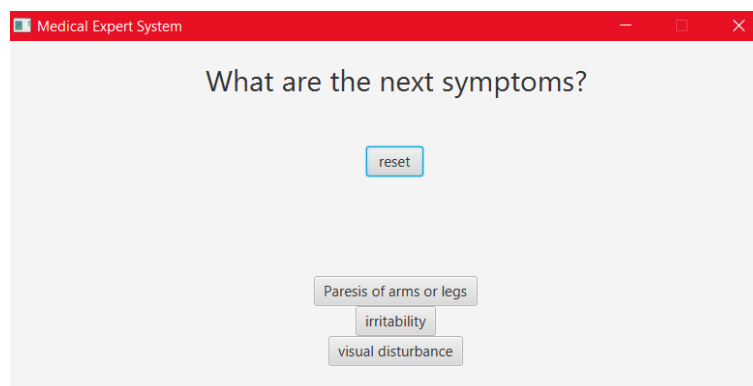 Medical Expert System
What are the next symptoms?
reset
Paresis of arms or legs
irritability
visual disturbance